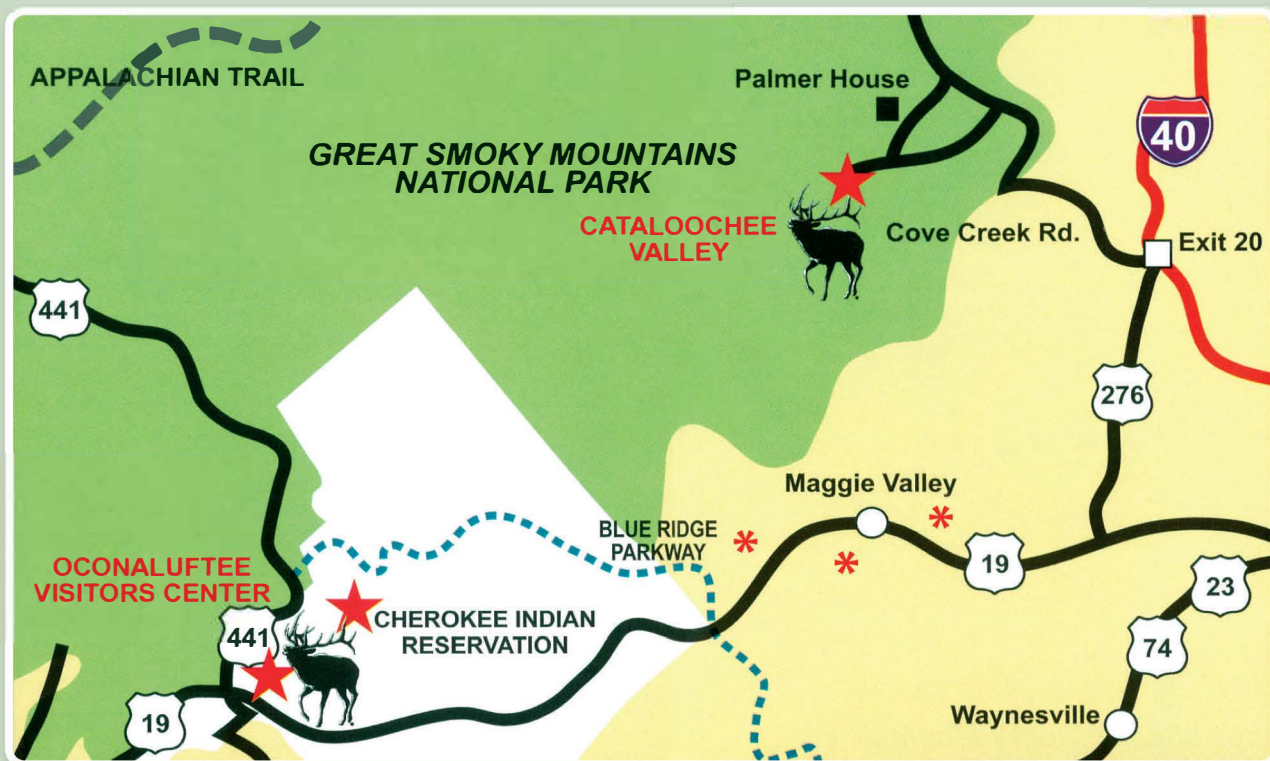 APPALACHIAN TRAIL
Palmer House
40
GREAT SMOKY MOUNTAINS
NATIONAL PARK
CATALOOCHEE
VALLEY
Cove Creek Rd.
Exit 20
441
276
Maggie Valley
BLUE RIDGE
PARKWAY
*
*
*
19
OCONALUFTEE
VISITORS CENTER
23
CHEROKEE INDIAN
RESERVATION
441
74
19
Waynesville